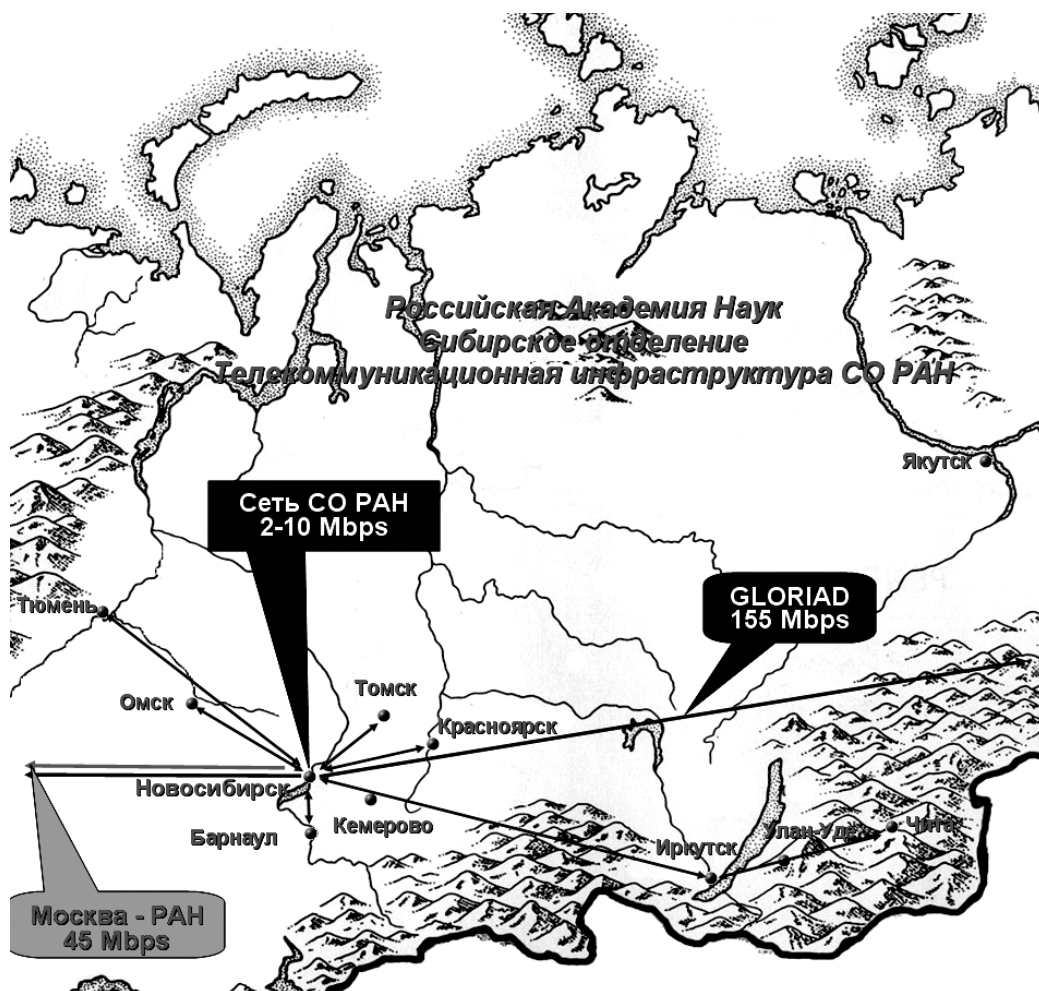 Российская Академия Наук
Сибирское отделение
Телекоммуникационная инфраструктура СО РАН
Якутск
Сеть СО РАН
2-10 Mbps
GLORIAD
155 Mbps
Тюмень
Омск
Томск
Красноярск
Новосибирск
Барнаул
Кемерово
Иркутск
Улан-Удэ
Чита
Москва - РАН
45 Mbps